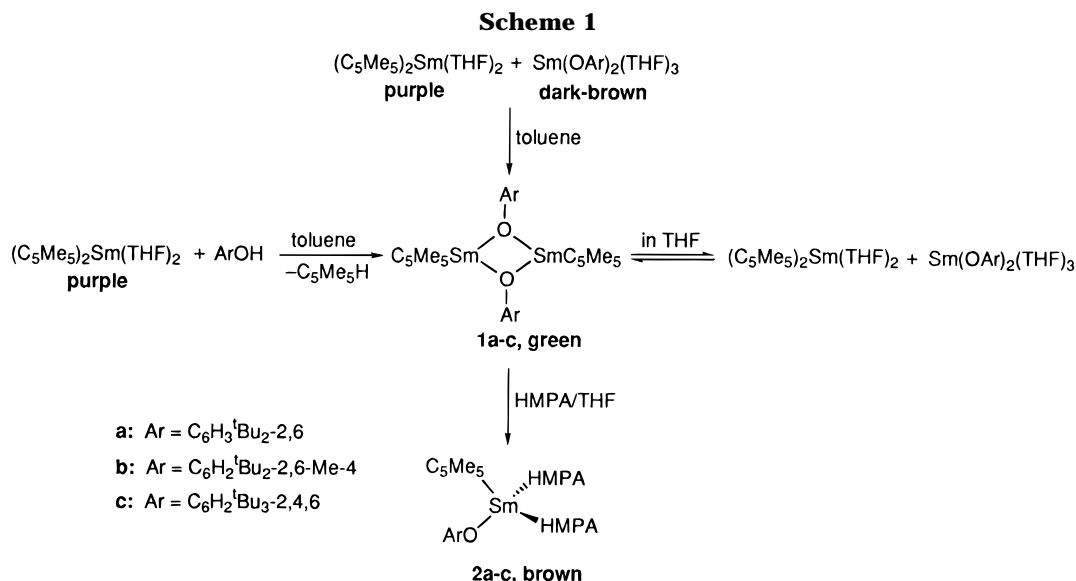 Scheme 1
(C5Me5)2Sm(THF)2 + Sm(OAr)2(THF)3
purple dark-brown
toluene
Ar
O
(C5Me5)2Sm(THF)2 + ArOH toluene –C5Me5H C5Me5Sm SmC5Me5 in THF (C5Me5)2Sm(THF)2 + Sm(OAr)2(THF)3
purple
O
Ar
1a-c, green
HMPA/THF
a: Ar = C6H3tBu2-2,6
b: Ar = C6H2tBu2-2,6-Me-4
c: Ar = C6H2tBu3-2,4,6
C5Me5
HMPA
Sm
HMPA
ArO
2a-c, brown